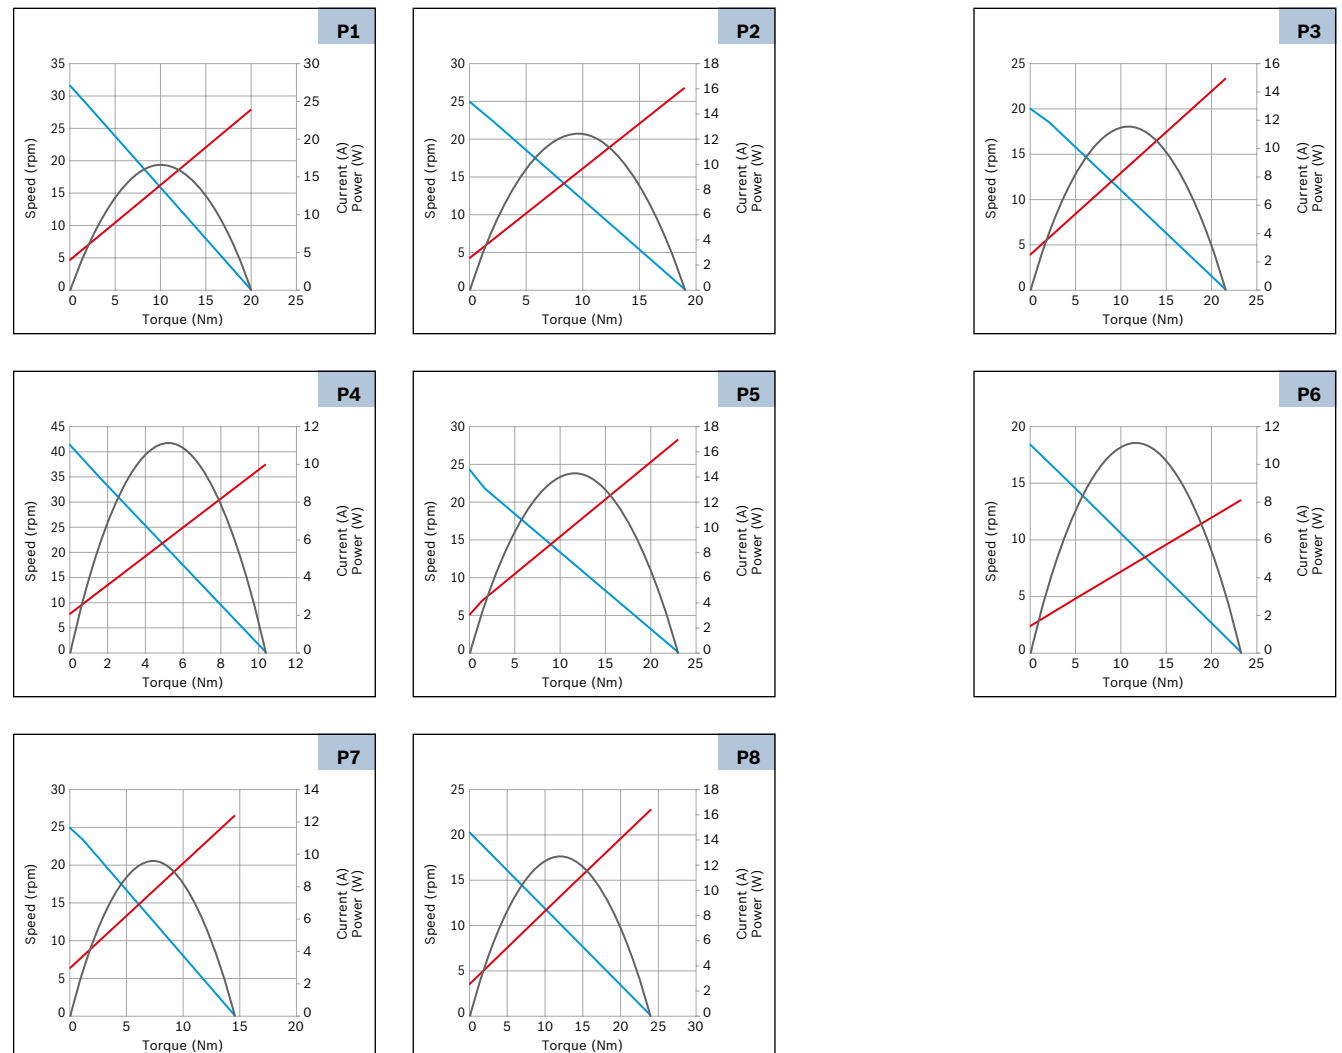 P1
35 30
30 25
25 20
20 15
15 10
10 5
5 0
0
0 5 10 15 20 25
Speed (rpm)
Current (A)
Power (W)
Torque (Nm)
P2
30 18
25 16
20 14
15 12
10 10
5 8
0 6
4
2
0
0 5 10 15 20
Speed (rpm)
Current (A)
Power (W)
Torque (Nm)
P3
25 16
20 14
15 12
10 10
5 8
0 6
4
2
0
0 5 10 15 20 25
Speed (rpm)
Current (A)
Power (W)
Torque (Nm)
P4
45 12
40 10
35 8
30 6
25 4
20 2
15 0
10
5
0
0 2 4 6 8 10 12
Speed (rpm)
Current (A)
Power (W)
Torque (Nm)
P5
30 18
25 16
20 14
15 12
10 10
5 8
0 6
4
2
0
0 5 10 15 20 25
Speed (rpm)
Current (A)
Power (W)
Torque (Nm)
P6
20 12
15 10
10 8
5 6
0 4
2
0
0 5 10 15 20 25
Speed (rpm)
Current (A)
Power (W)
Torque (Nm)
P7
30 14
25 12
20 10
15 8
10 6
5 4
0 2
0
0 5 10 15 20
Speed (rpm)
Current (A)
Power (W)
Torque (Nm)
P8
25 18
20 16
15 14
10 12
5 10
0 8
6
4
2
0
0 5 10 15 20 25 30
Speed (rpm)
Current (A)
Power (W)
Torque (Nm)